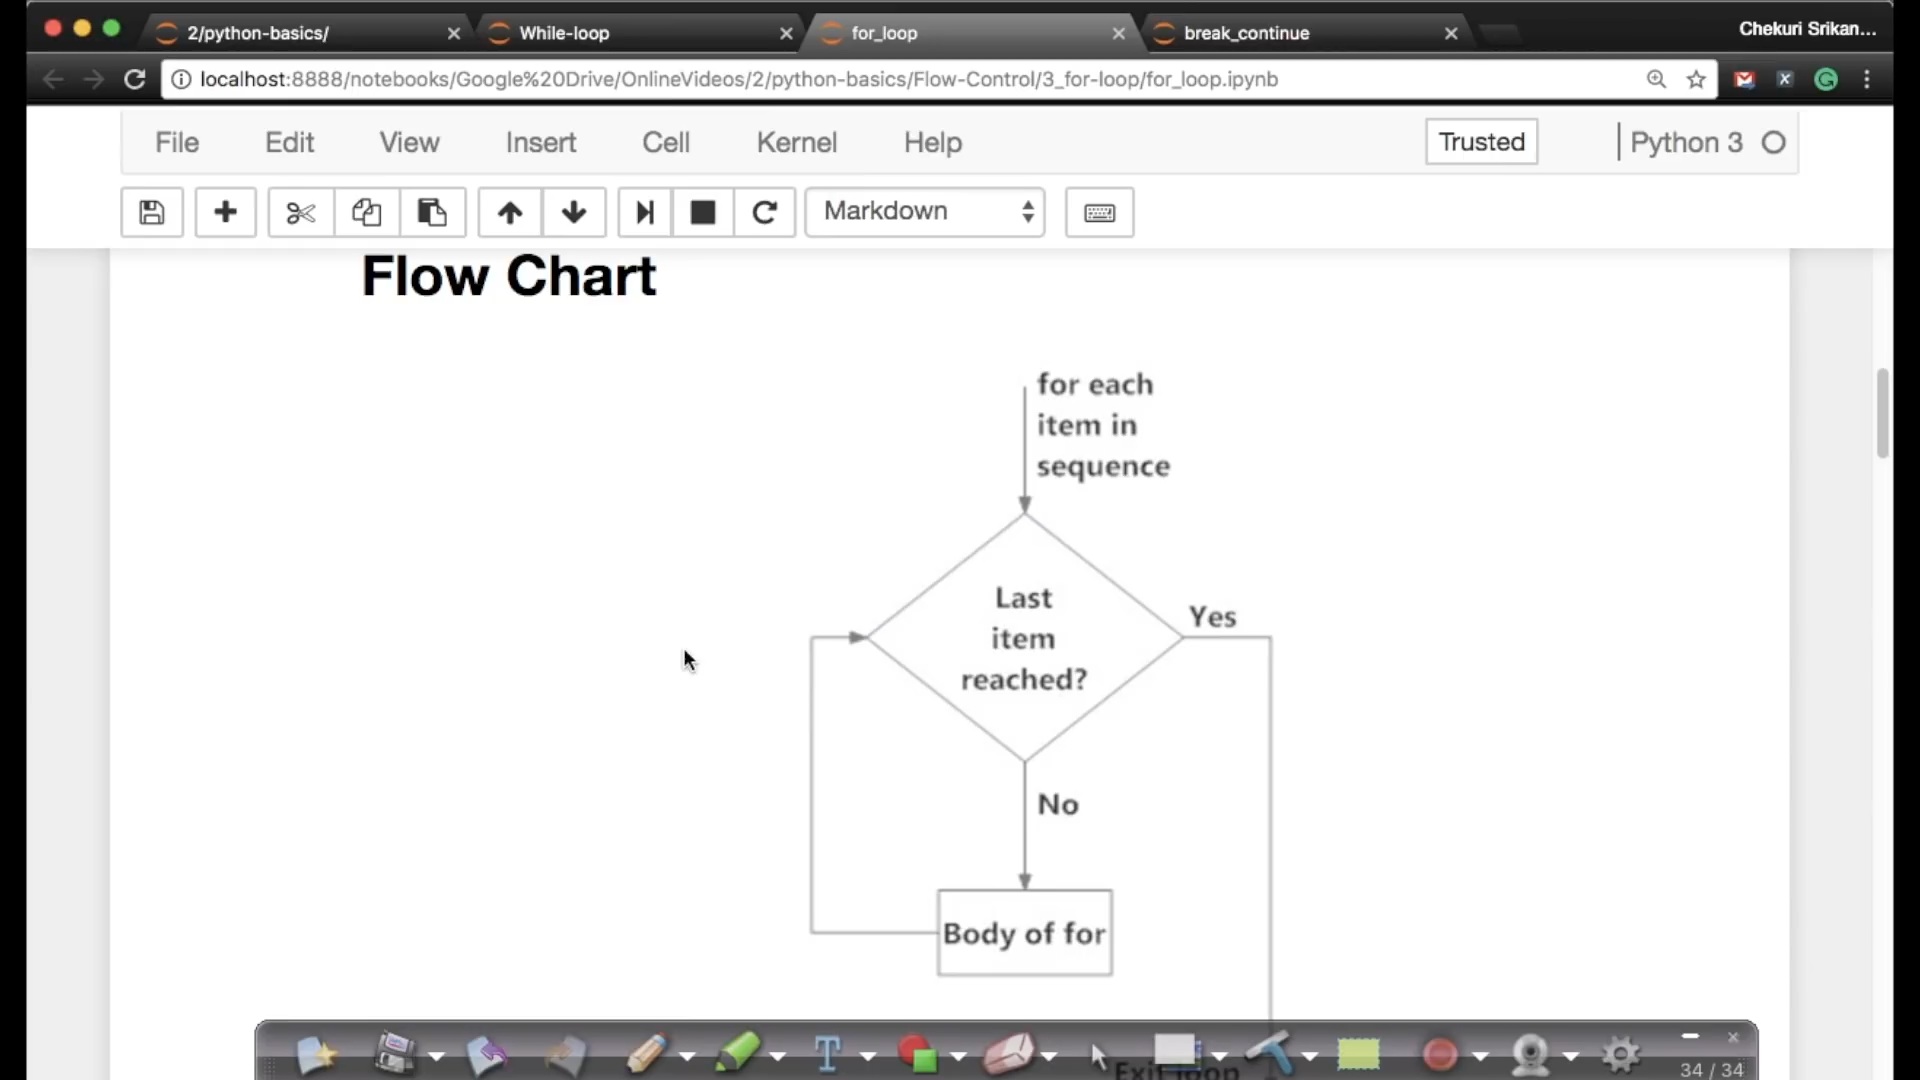 2/python-basics/
While-loop
for_loop
break_continue
Chekuri Srikan...
localhost:8888/notebooks/Google%20Drive/OnlineVideos/2/python-basics/Flow-Control/3_for-loop/for_loop.ipynb
File Edit View Insert Cell Kernel Help
Trusted
Python 3
Markdown
Flow Chart
for each
item in
sequence
Last
item
reached?
Yes
No
Body of for
Exit loop
34 / 34